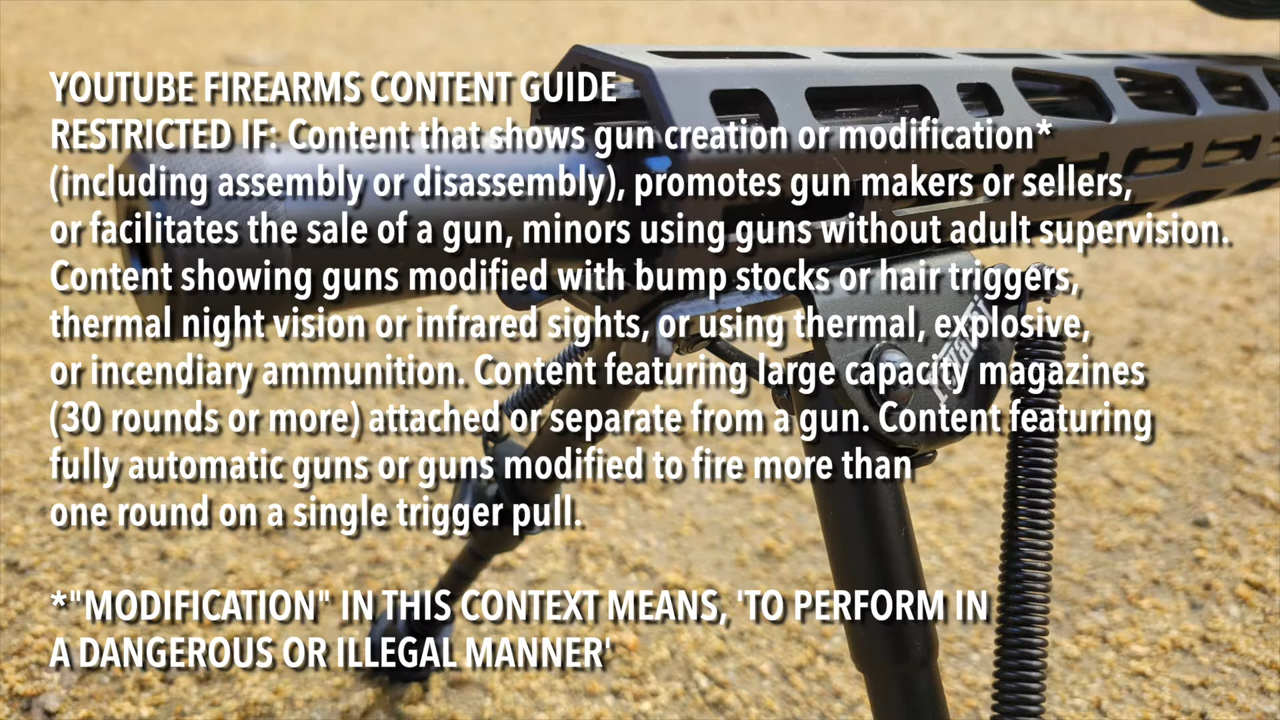 YOUTUBE FIREARMS CONTENT GUIDE
RESTRICTED IF: Content that shows gun creation or modification*
(including assembly or disassembly), promotes gun makers or sellers,
or facilitates the sale of a gun, minors using guns without adult supervision.
Content showing guns modified with bump stocks or hair triggers,
thermal night vision or infrared sights, or using thermal, explosive,
or incendiary ammunition. Content featuring large capacity magazines
(30 rounds or more) attached or separate from a gun. Content featuring
fully automatic guns or guns modified to fire more than
one round on a single trigger pull.
*"MODIFICATION" IN THIS CONTEXT MEANS, 'TO PERFORM IN
A DANGEROUS OR ILLEGAL MANNER'